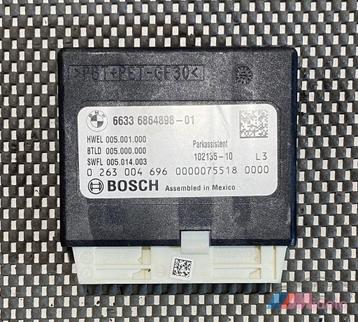 >PBT+PET-GF30<
6633 6864898-01
HWEL 005.001.000
BTLD 005.000.000
SWFL 005.014.003
Parkassistent
102135-10 L3
0 263 004 696 0000075518 0000
BOSCH Assembled in Mexico